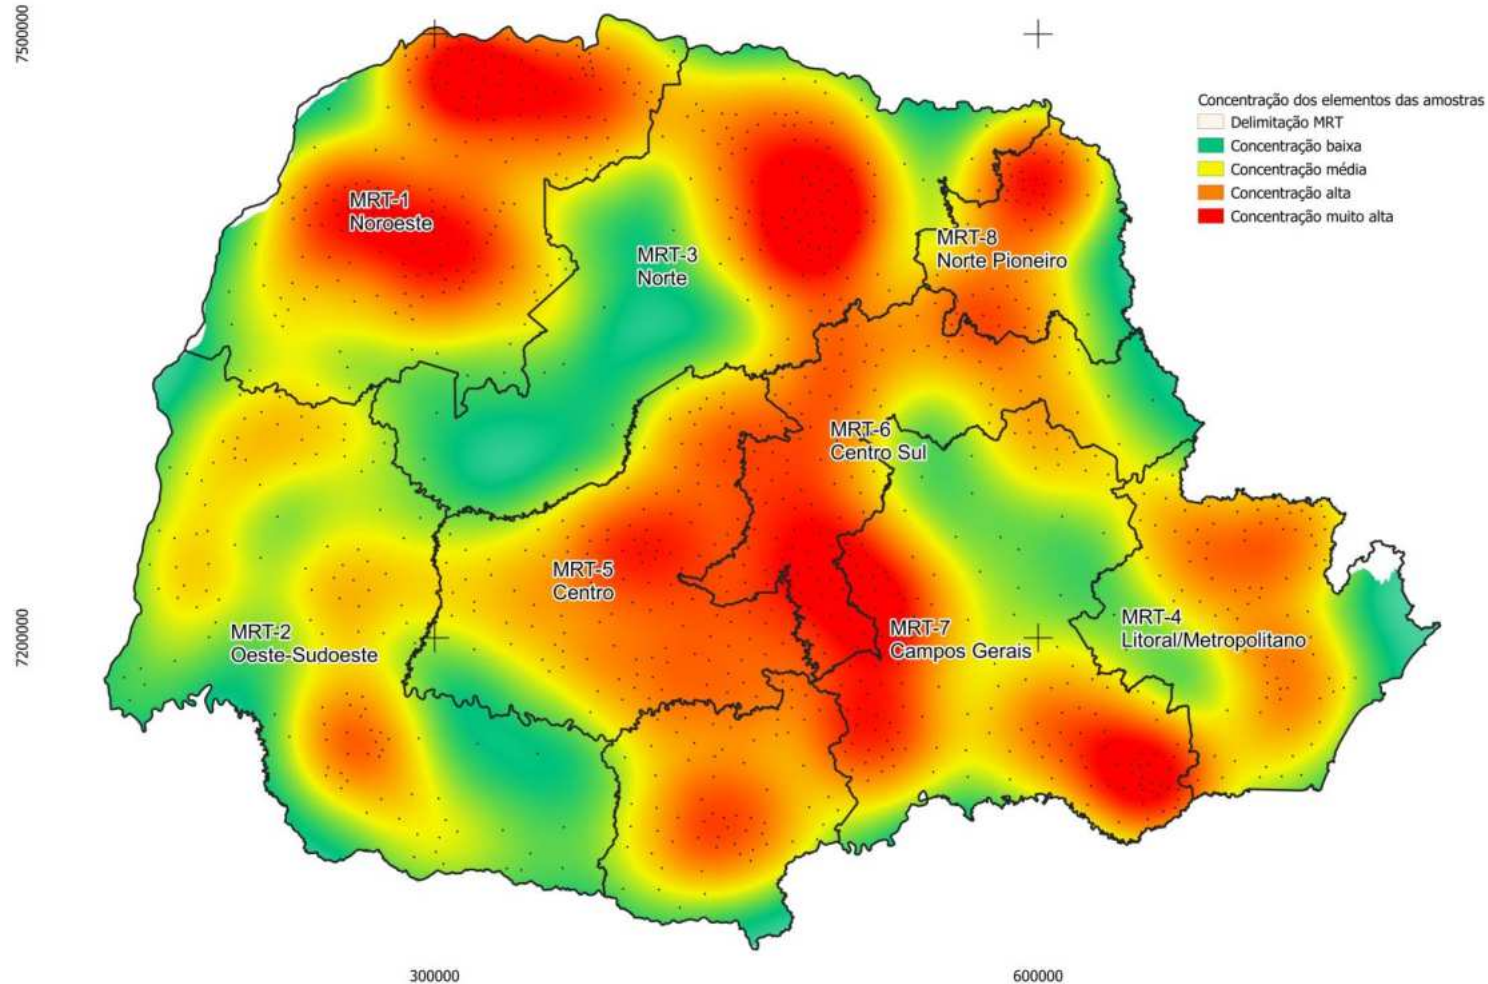 7500000
Concentração dos elementos das amostras
Delimitação MRT
Concentração baixa
Concentração média
Concentração alta
Concentração muito alta
MRT-1
Noroeste
MRT-8
Norte Pioneiro
MRT-3
Norte
MRT-6
Centro Sul
MRT-5
Centro
MRT-4
Litoral/Metropolitano
MRT-2
Oeste-Sudoeste
MRT-7
Campos Gerais
7200000
300000
600000